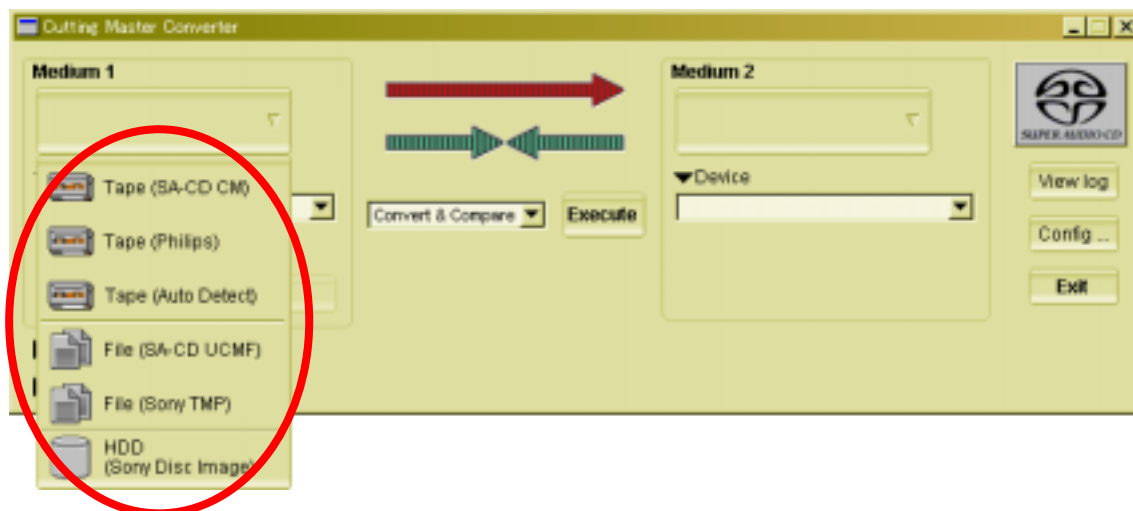 Cutting Master Converter
Medium 1
Tape (SA-CD CM)
Tape (Philips)
Tape (Auto Detect)
File (SA-CD UCMF)
File (Sony TMP)
HDD
(Sony Disc Image)
Convert & Compare
Execute
Medium 2
Device
SUPER AUDIO CD
View log
Config ...
Exit